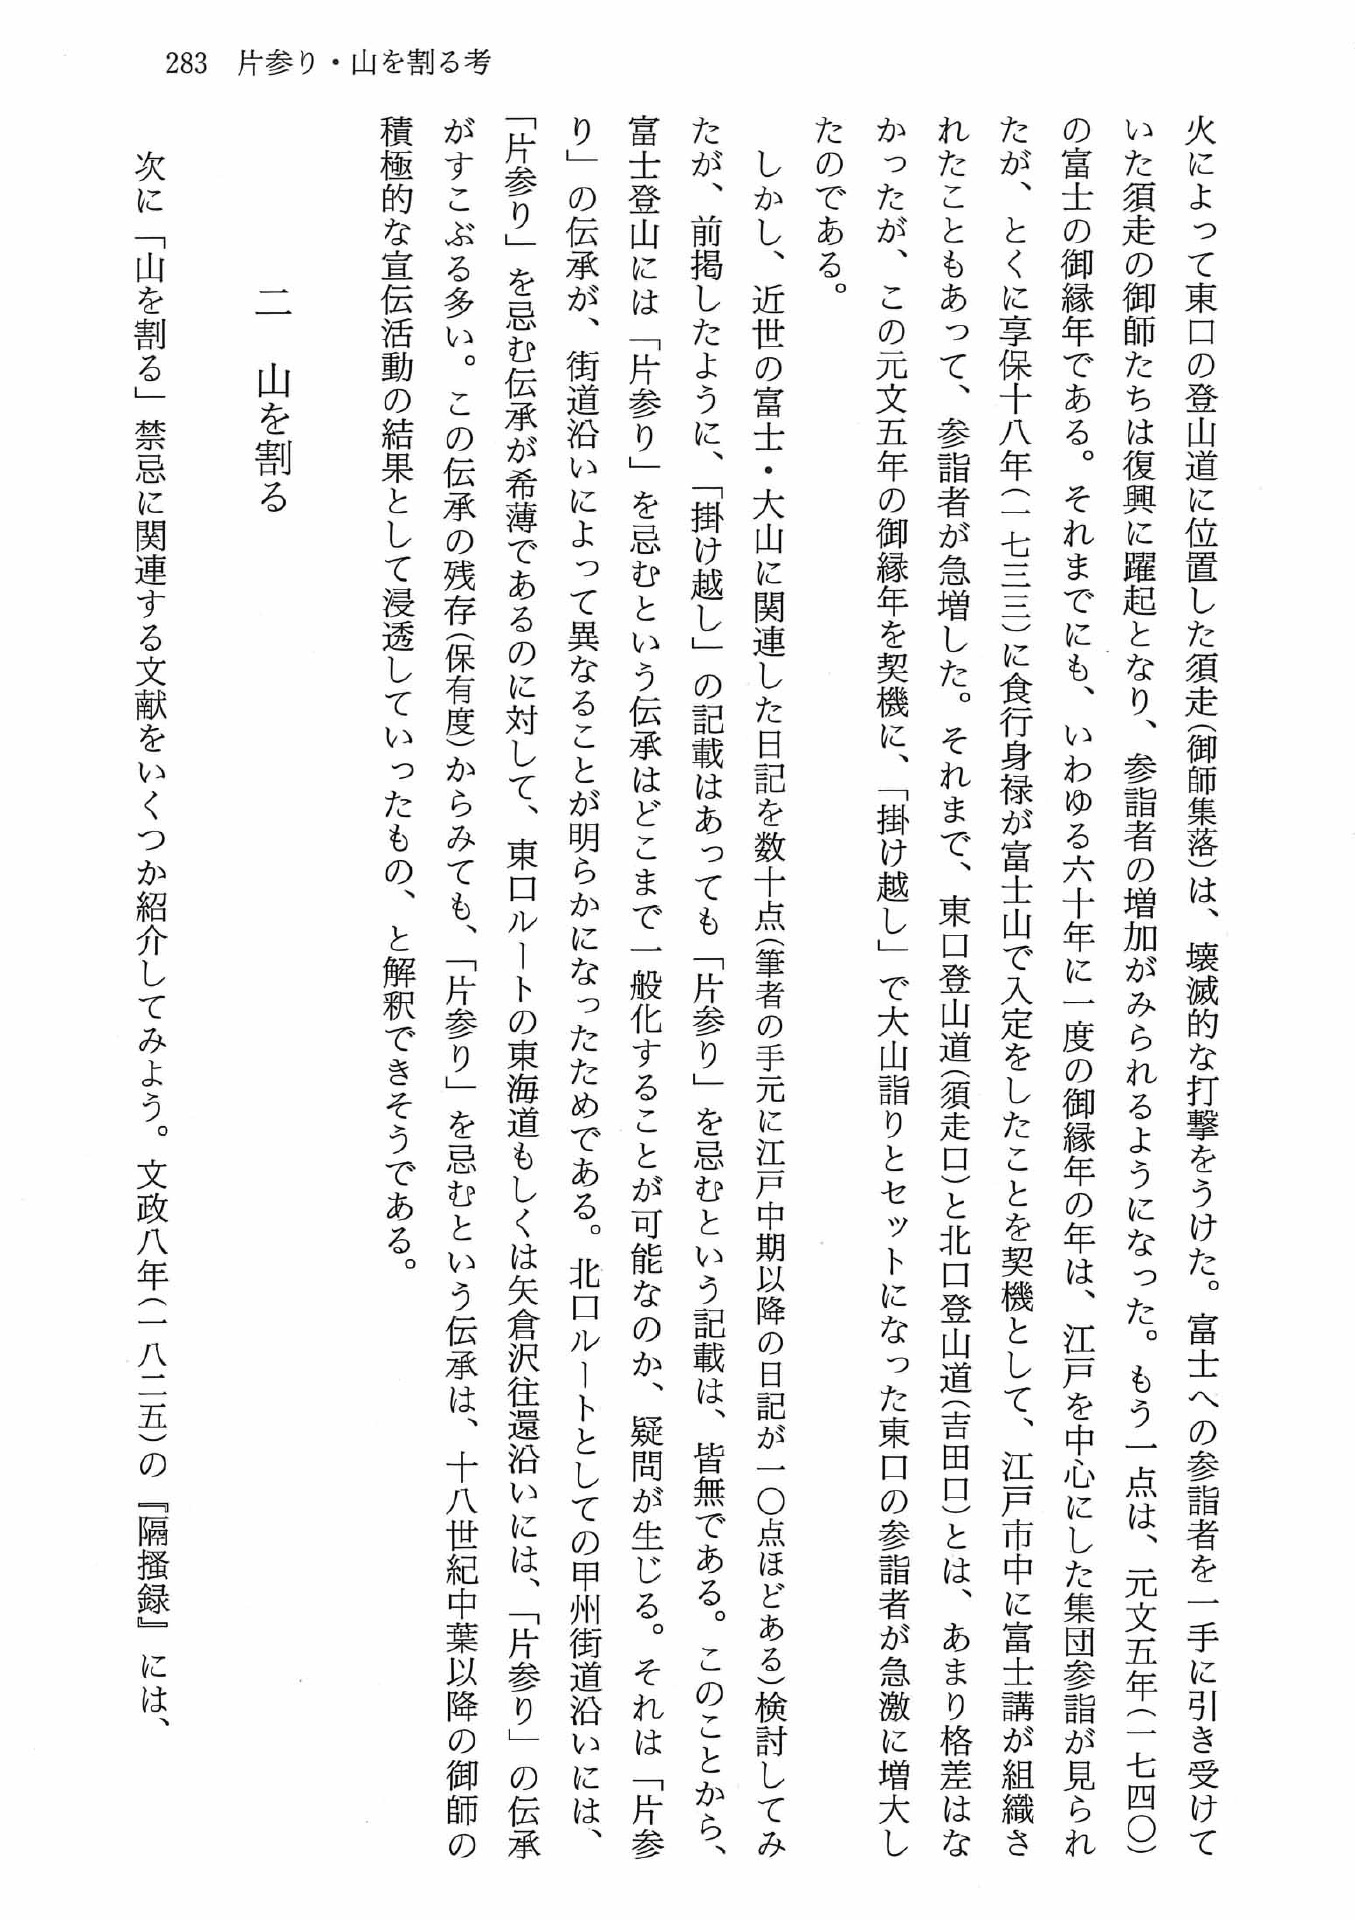 283　片参り・山を割る考
火によって東口の登山道に位置した須走(御師集落)は、壊滅的な打撃をうけた。富士への参詣者を一手に引き受けて
いた須走の御師たちは復興に躍起となり、参詣者の増加がみられるようになった。もう一点は、元文五年(一七四〇)
の富士の御縁年である。それまでにも、いわゆる六十年に一度の御縁年の年は、江戸を中心にした集団参詣が見られ
たが、とくに享保十八年(一七三三)に食行身禄が富士山で入定をしたことを契機として、江戸市中に富士講が組織さ
れたこともあって、参詣者が急増した。それまで、東口登山道(須走口)と北口登山道(吉田口)とは、あまり格差はな
かったが、この元文五年の御縁年を契機に、「掛け越し」で大山詣りとセットになった東口の参詣者が急激に増大し
たのである。
　しかし、近世の富士・大山に関連した日記を数十点(筆者の手元に江戸中期以降の日記が一〇点ほどある)検討してみ
たが、前掲したように、「掛け越し」の記載はあっても「片参り」を忌むという記載は、皆無である。このことから、
富士登山には「片参り」を忌むという伝承はどこまで一般化することが可能なのか、疑問が生じる。それは「片参
り」の伝承が、街道沿いによって異なることが明らかになったためである。北口ルートとしての甲州街道沿いには、
「片参り」を忌む伝承が希薄であるのに対して、東口ルートの東海道もしくは矢倉沢往還沿いには、「片参り」の伝承
がすこぶる多い。この伝承の残存(保有度)からみても、「片参り」を忌むという伝承は、十八世紀中葉以降の御師の
積極的な宣伝活動の結果として浸透していったもの、と解釈できそうである。
二　山を割る
　次に「山を割る」禁忌に関連する文献をいくつか紹介してみよう。文政八年(一八二五)の『隔掻録』には、